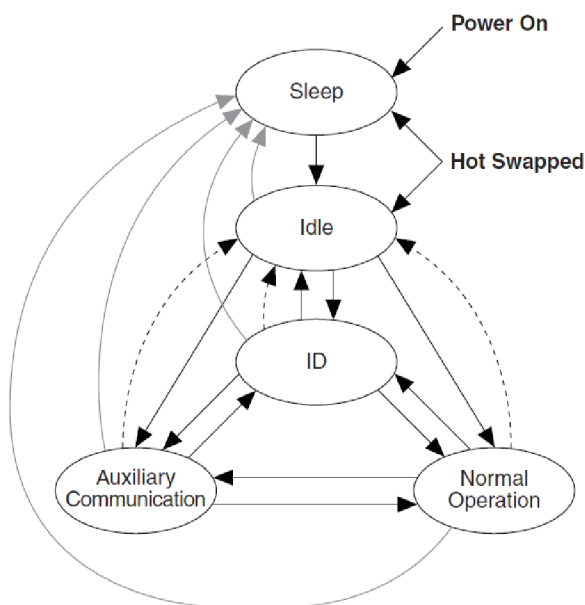 Power On
Sleep
Hot Swapped
Idle
ID
Auxiliary
Communication
Normal
Operation